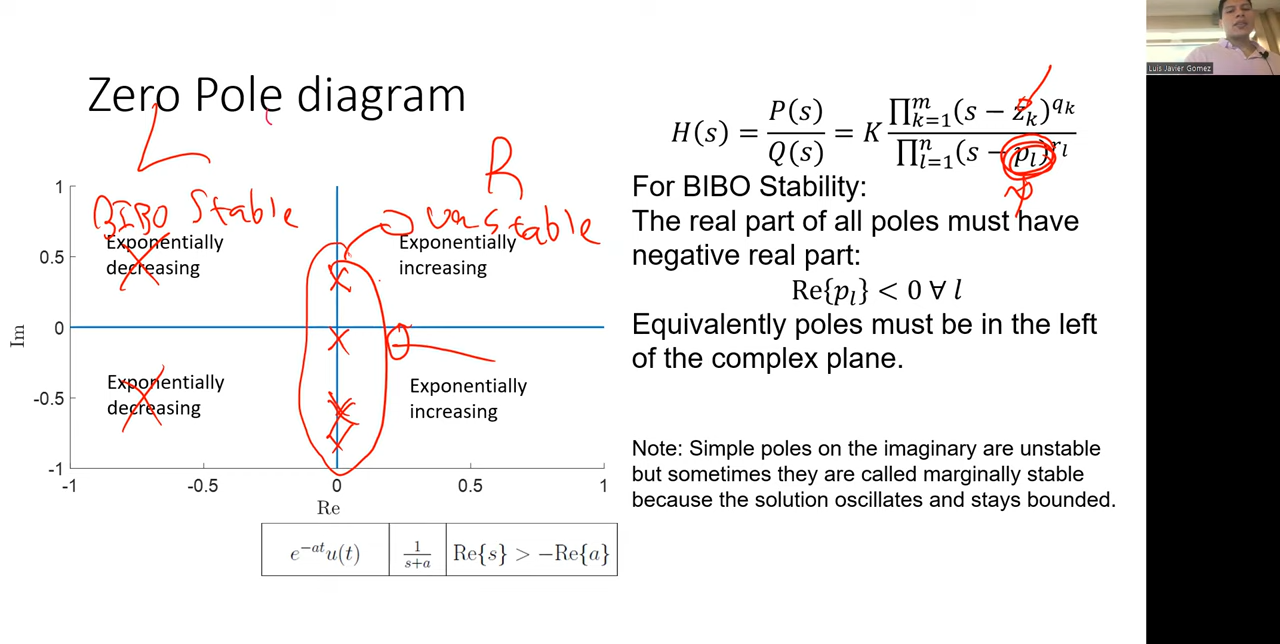 Zero Pole diagram
L
R
BIBO Stable
unstable
Exponentially
decreasing
Exponentially
increasing
Exponentially
decreasing
Exponentially
increasing
1
0.5
0
-0.5
-1
Im
-1 -0.5 0 0.5 1
Re
e^{-at}u(t) 1/(s+a) Re{s} > −Re{a}
H(s) = P(s)/Q(s) = K ∏_{k=1}^{m}(s − z_k)^{q_k} / ∏_{l=1}^{n}(s − p_l)^{r_l}
For BIBO Stability:
The real part of all poles must have
negative real part:
Re{p_l} < 0 ∀ l
Equivalently poles must be in the left
of the complex plane.
Note: Simple poles on the imaginary are unstable
but sometimes they are called marginally stable
because the solution oscillates and stays bounded.
Luis Javier Gomez